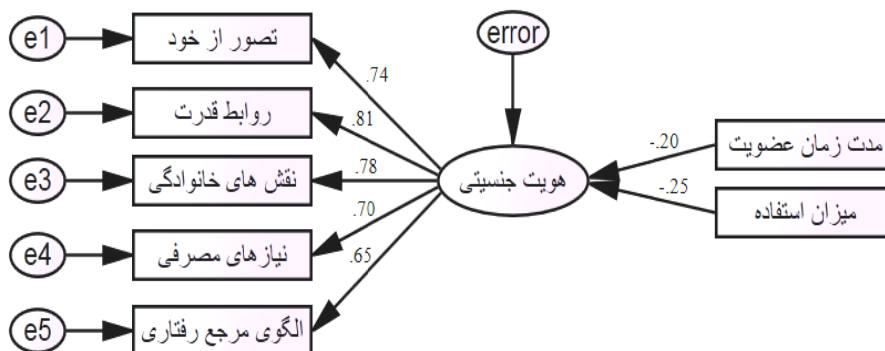 e1
تصور از خود
error
.74
e2
روابط قدرت
.81
-.20
مدت زمان عضویت
e3
نقش های خانوادگی
.78
هویت جنسیتی
-.25
میزان استفاده
e4
نیازهای مصرفی
.70
.65
e5
الگوی مرجع رفتاری